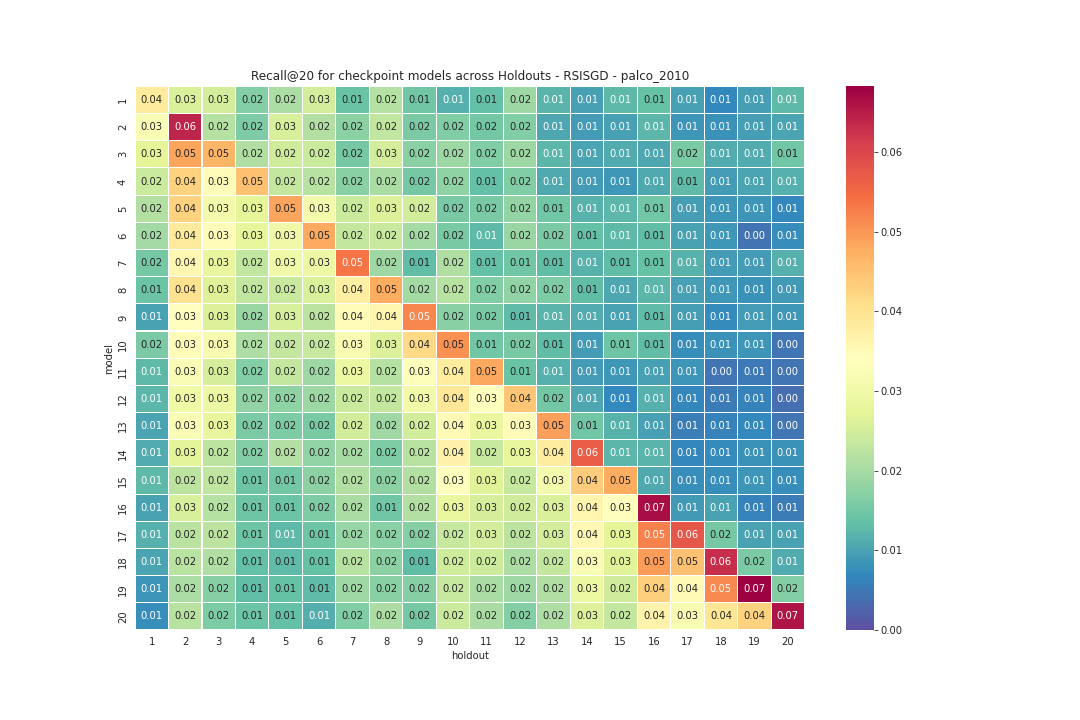 Recall@20 for checkpoint models across Holdouts - RSISGD - palco_2010
1 0.04 0.03 0.03 0.02 0.02 0.03 0.01 0.02 0.01 0.01 0.01 0.02 0.01 0.01 0.01 0.01 0.01 0.01 0.01 0.01
2 0.03 0.06 0.02 0.02 0.03 0.02 0.02 0.03 0.02 0.02 0.02 0.02 0.01 0.01 0.01 0.01 0.01 0.01 0.01 0.01
3 0.03 0.05 0.05 0.02 0.02 0.02 0.02 0.03 0.02 0.02 0.02 0.02 0.01 0.01 0.01 0.01 0.02 0.01 0.01 0.01
4 0.02 0.04 0.03 0.05 0.02 0.02 0.02 0.02 0.02 0.02 0.01 0.02 0.01 0.01 0.01 0.01 0.01 0.01 0.01 0.01
5 0.02 0.04 0.03 0.03 0.05 0.03 0.02 0.03 0.02 0.02 0.02 0.02 0.02 0.01 0.01 0.01 0.01 0.01 0.01 0.01
6 0.02 0.04 0.03 0.03 0.03 0.05 0.02 0.02 0.02 0.02 0.01 0.02 0.02 0.01 0.01 0.01 0.01 0.01 0.00 0.01
7 0.02 0.04 0.03 0.02 0.03 0.03 0.05 0.02 0.01 0.02 0.01 0.01 0.01 0.01 0.01 0.01 0.01 0.01 0.01 0.01
8 0.01 0.04 0.03 0.02 0.02 0.03 0.04 0.05 0.02 0.02 0.02 0.02 0.02 0.01 0.01 0.01 0.01 0.01 0.01 0.01
9 0.01 0.03 0.03 0.02 0.03 0.02 0.04 0.04 0.05 0.02 0.02 0.01 0.01 0.01 0.01 0.01 0.01 0.01 0.01 0.01
10 0.02 0.03 0.03 0.02 0.02 0.02 0.03 0.03 0.04 0.05 0.01 0.02 0.01 0.01 0.01 0.01 0.01 0.01 0.01 0.00
11 0.01 0.03 0.03 0.02 0.02 0.02 0.03 0.02 0.03 0.04 0.05 0.01 0.01 0.01 0.01 0.01 0.01 0.00 0.01 0.00
12 0.01 0.03 0.03 0.02 0.02 0.02 0.02 0.02 0.03 0.04 0.03 0.04 0.02 0.01 0.01 0.01 0.01 0.01 0.01 0.00
13 0.01 0.03 0.03 0.02 0.02 0.02 0.02 0.02 0.02 0.04 0.03 0.03 0.05 0.01 0.01 0.01 0.01 0.01 0.01 0.00
14 0.01 0.03 0.02 0.02 0.02 0.02 0.02 0.02 0.02 0.04 0.02 0.03 0.04 0.06 0.01 0.01 0.01 0.01 0.01 0.01
15 0.01 0.02 0.02 0.01 0.01 0.02 0.02 0.02 0.02 0.03 0.03 0.02 0.03 0.04 0.05 0.01 0.01 0.01 0.01 0.01
16 0.01 0.03 0.02 0.01 0.01 0.02 0.02 0.01 0.02 0.03 0.03 0.02 0.02 0.04 0.03 0.07 0.01 0.01 0.01 0.01
17 0.01 0.02 0.02 0.01 0.01 0.01 0.02 0.02 0.02 0.02 0.03 0.02 0.03 0.04 0.03 0.05 0.06 0.02 0.01 0.01
18 0.01 0.02 0.02 0.01 0.01 0.01 0.02 0.02 0.01 0.02 0.02 0.02 0.02 0.03 0.03 0.05 0.05 0.06 0.02 0.01
19 0.01 0.02 0.02 0.01 0.01 0.01 0.02 0.02 0.02 0.02 0.02 0.02 0.02 0.03 0.02 0.04 0.04 0.05 0.07 0.02
20 0.01 0.02 0.02 0.01 0.01 0.01 0.02 0.02 0.02 0.02 0.02 0.02 0.02 0.03 0.02 0.04 0.03 0.04 0.04 0.07
1 2 3 4 5 6 7 8 9 10 11 12 13 14 15 16 17 18 19 20
holdout
model
0.06
0.05
0.04
0.03
0.02
0.01
0.00